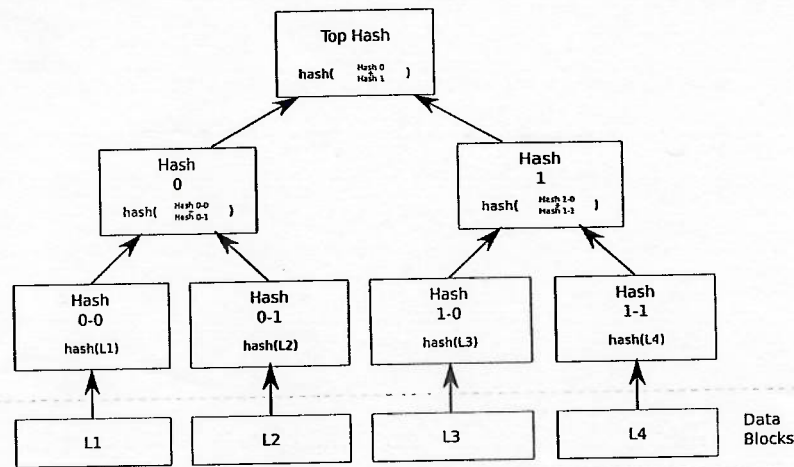 Top Hash
hash( Hash 0
+
Hash 1 )
Hash
0
hash( Hash 0-0
+
Hash 0-1 )
Hash
1
hash( Hash 1-0
+
Hash 1-1 )
Hash
0-0
hash(L1)
Hash
0-1
hash(L2)
Hash
1-0
hash(L3)
Hash
1-1
hash(L4)
L1
L2
L3
L4
Data
Blocks